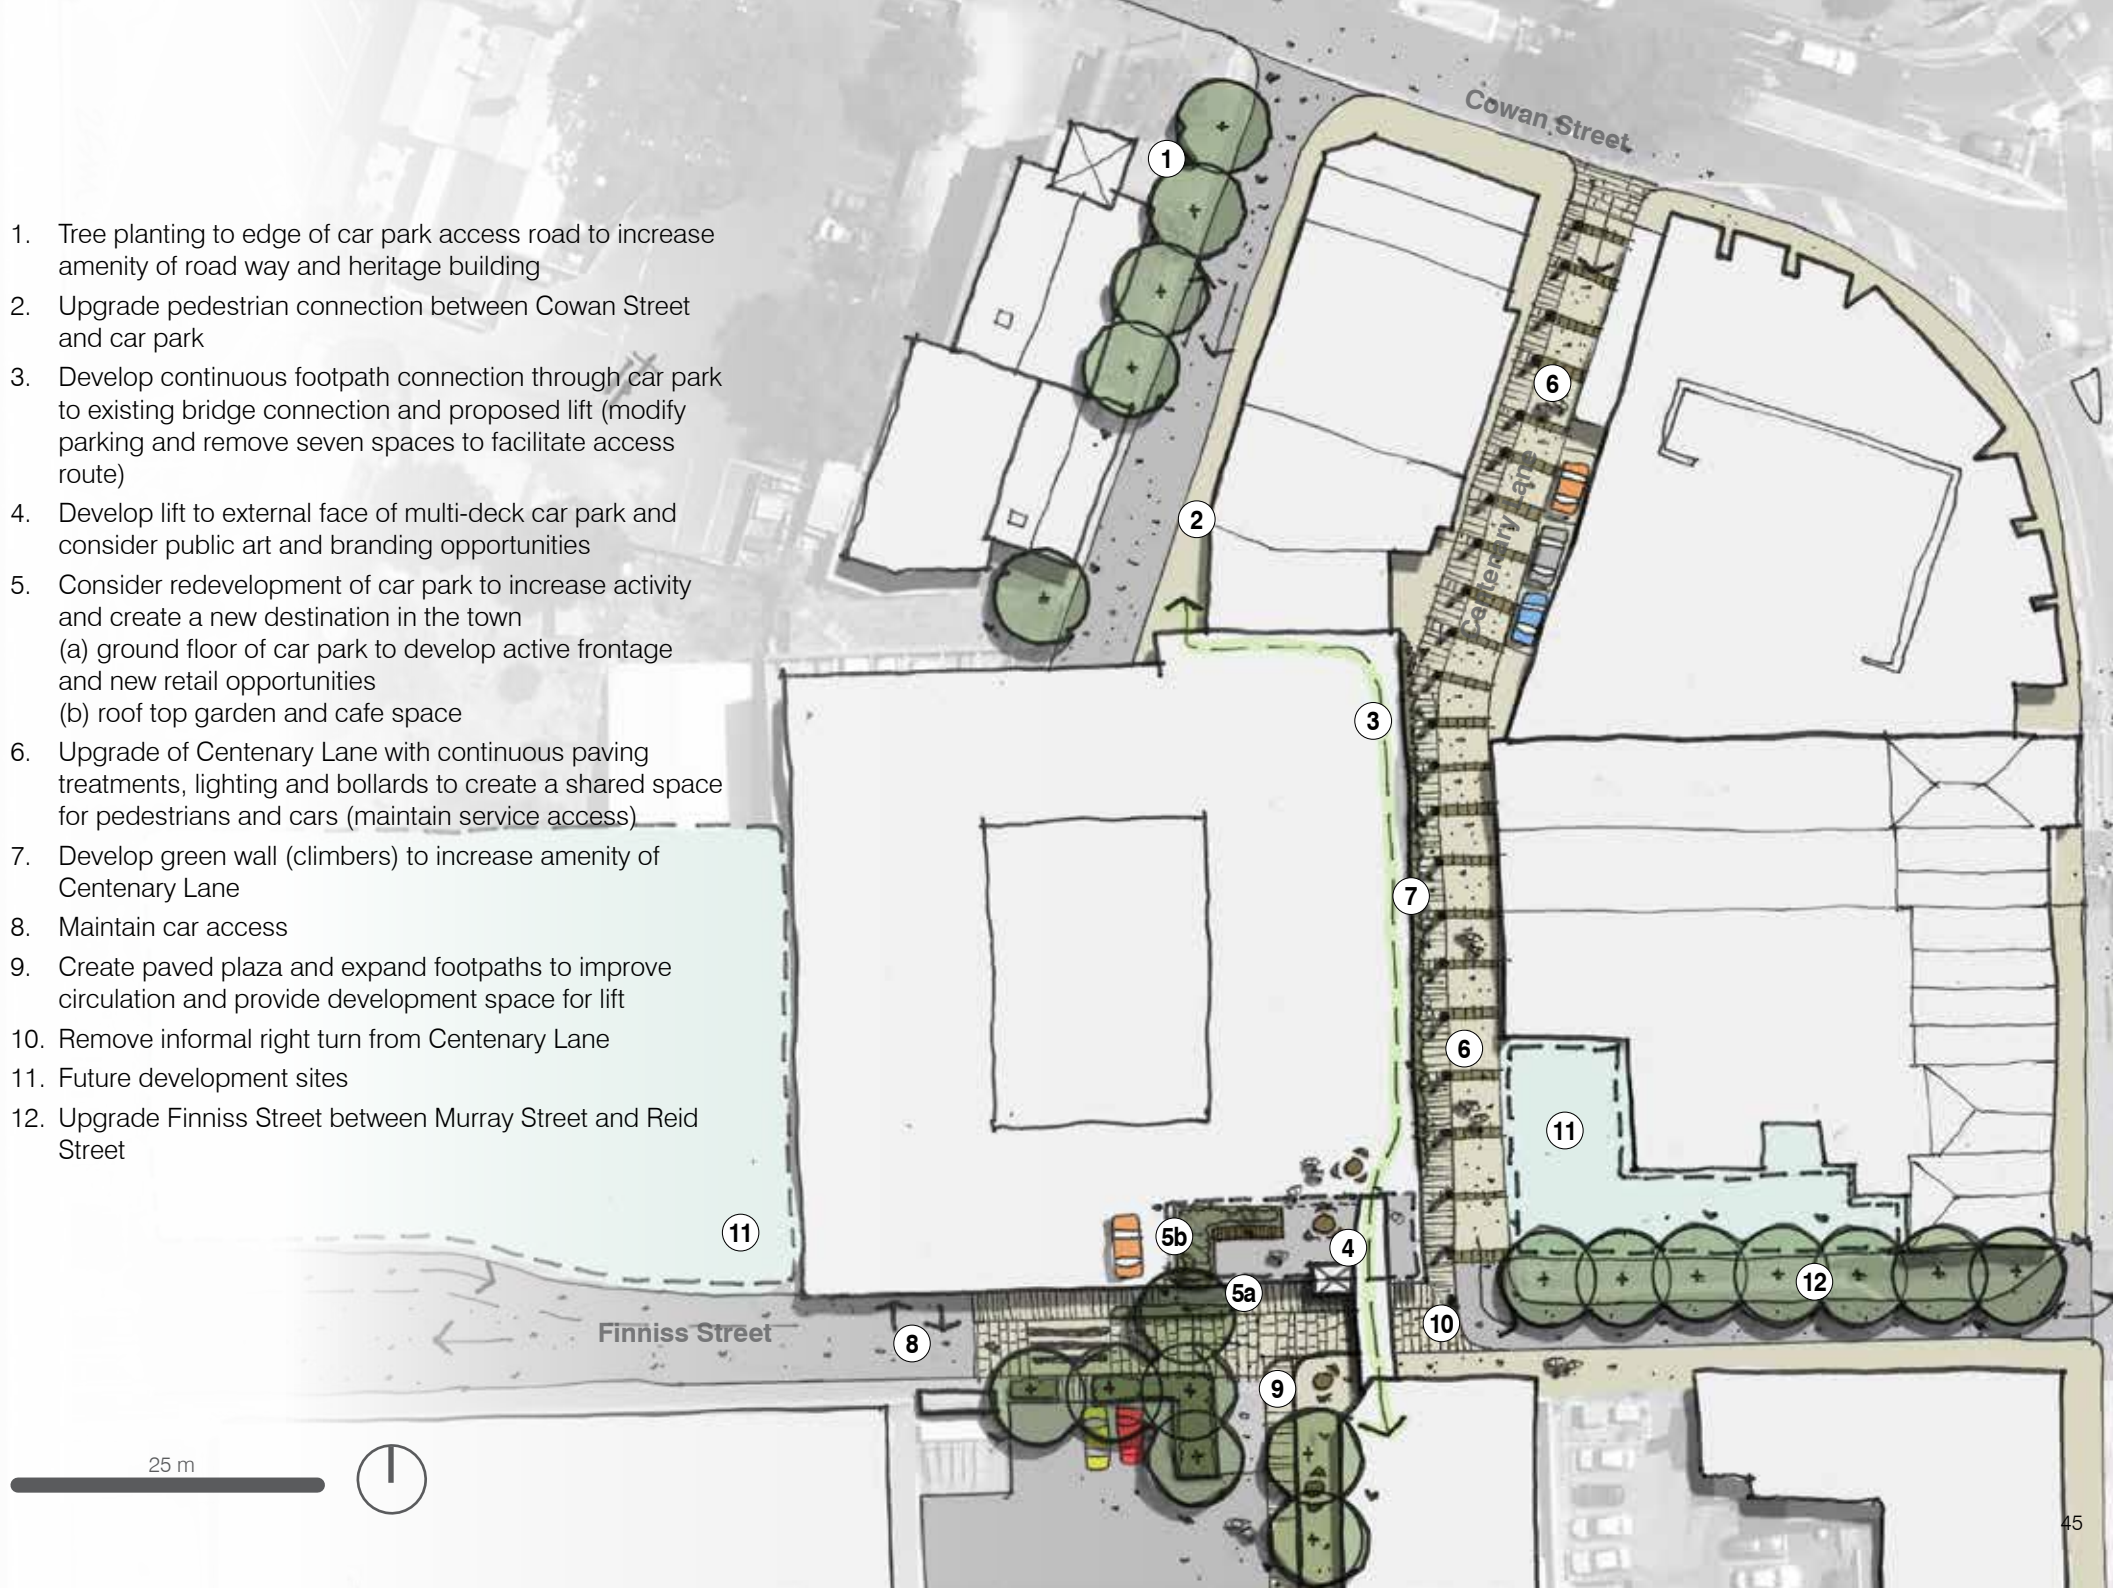 1. Tree planting to edge of car park access road to increase
amenity of road way and heritage building
2. Upgrade pedestrian connection between Cowan Street
and car park
3. Develop continuous footpath connection through car park
to existing bridge connection and proposed lift (modify
parking and remove seven spaces to facilitate access
route)
4. Develop lift to external face of multi-deck car park and
consider public art and branding opportunities
5. Consider redevelopment of car park to increase activity
and create a new destination in the town
(a) ground floor of car park to develop active frontage
and new retail opportunities
(b) roof top garden and cafe space
6. Upgrade of Centenary Lane with continuous paving
treatments, lighting and bollards to create a shared space
for pedestrians and cars (maintain service access)
7. Develop green wall (climbers) to increase amenity of
Centenary Lane
8. Maintain car access
9. Create paved plaza and expand footpaths to improve
circulation and provide development space for lift
10. Remove informal right turn from Centenary Lane
11. Future development sites
12. Upgrade Finniss Street between Murray Street and Reid
Street
25 m
Cowan Street
1
6
Centenary Lane
2
3
7
6
11
11
5b
4
5a
12
10
8
Finniss Street
9
45